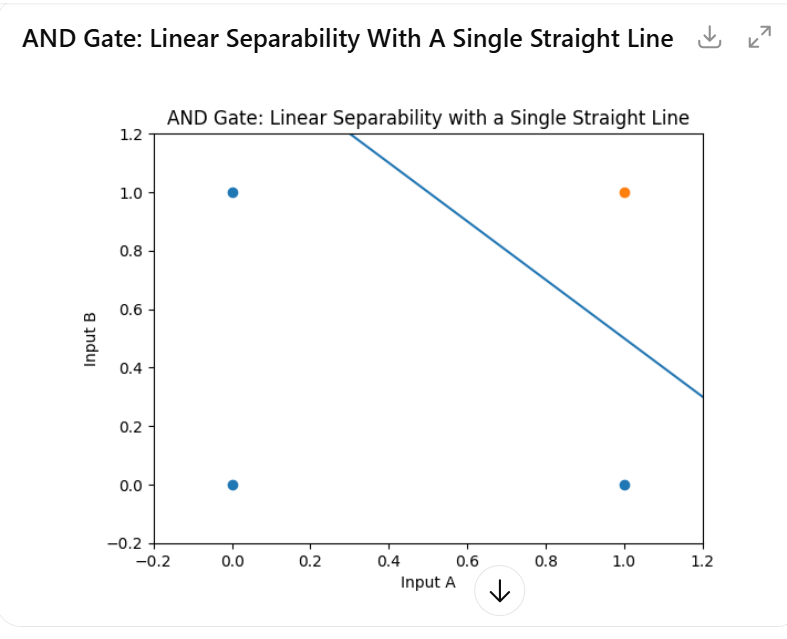 AND Gate: Linear Separability With A Single Straight Line
AND Gate: Linear Separability with a Single Straight Line
1.2
1.0
0.8
0.6
0.4
0.2
0.0
−0.2
Input B
−0.2 0.0 0.2 0.4 0.6 0.8 1.0 1.2
Input A